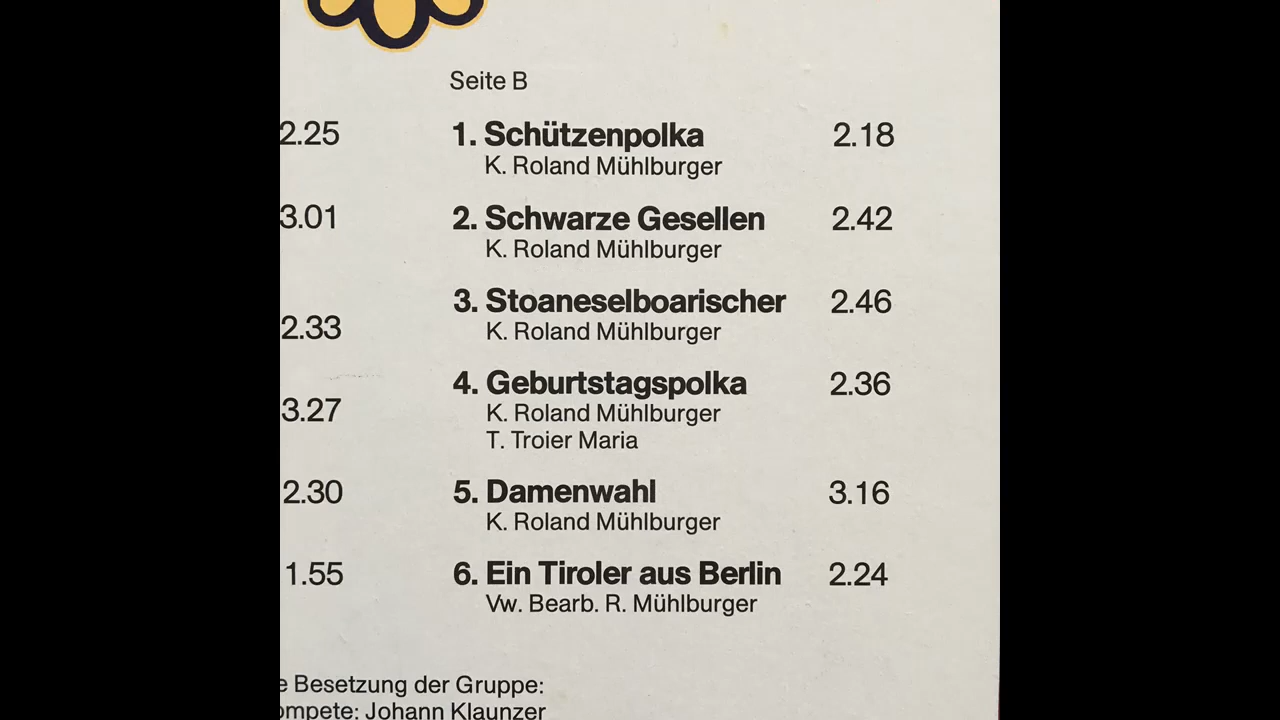 Seite B
2.25
1. Schützenpolka 2.18
K. Roland Mühlburger
3.01
2. Schwarze Gesellen 2.42
K. Roland Mühlburger
3. Stoaneselboarischer 2.46
2.33
K. Roland Mühlburger
4. Geburtstagspolka 2.36
3.27
K. Roland Mühlburger
T. Troier Maria
2.30
5. Damenwahl 3.16
K. Roland Mühlburger
1.55
6. Ein Tiroler aus Berlin 2.24
Vw. Bearb. R. Mühlburger
e Besetzung der Gruppe:
ompete: Johann Klaunzer